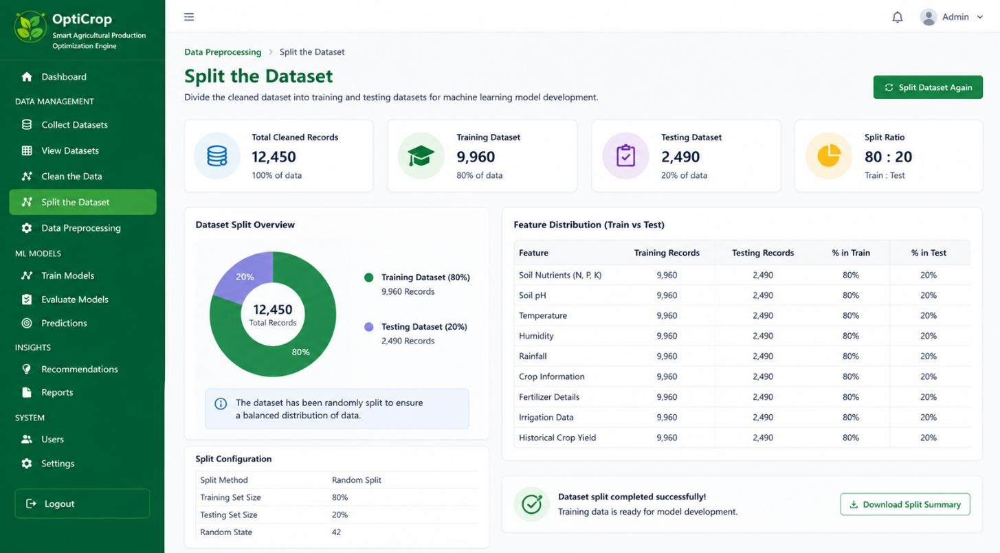 OptiCrop
Smart Agricultural Production
Optimization Engine
Dashboard
DATA MANAGEMENT
Collect Datasets
View Datasets
Clean the Data
Split the Dataset
Data Preprocessing
ML MODELS
Train Models
Evaluate Models
Predictions
INSIGHTS
Recommendations
Reports
SYSTEM
Users
Settings
Logout
Admin
Data Preprocessing > Split the Dataset
Split the Dataset
Divide the cleaned dataset into training and testing datasets for machine learning model development.
Split Dataset Again
Total Cleaned Records
12,450
100% of data
Training Dataset
9,960
80% of data
Testing Dataset
2,490
20% of data
Split Ratio
80 : 20
Train : Test
Dataset Split Overview
20%
12,450
Total Records
80%
Training Dataset (80%)
9,960 Records
Testing Dataset (20%)
2,490 Records
The dataset has been randomly split to ensure
a balanced distribution of data.
Split Configuration
Split Method Random Split
Training Set Size 80%
Testing Set Size 20%
Random State 42
Feature Distribution (Train vs Test)
Feature Training Records Testing Records % in Train % in Test
Soil Nutrients (N, P, K) 9,960 2,490 80% 20%
Soil pH 9,960 2,490 80% 20%
Temperature 9,960 2,490 80% 20%
Humidity 9,960 2,490 80% 20%
Rainfall 9,960 2,490 80% 20%
Crop Information 9,960 2,490 80% 20%
Fertilizer Details 9,960 2,490 80% 20%
Irrigation Data 9,960 2,490 80% 20%
Historical Crop Yield 9,960 2,490 80% 20%
Dataset split completed successfully!
Training data is ready for model development.
Download Split Summary